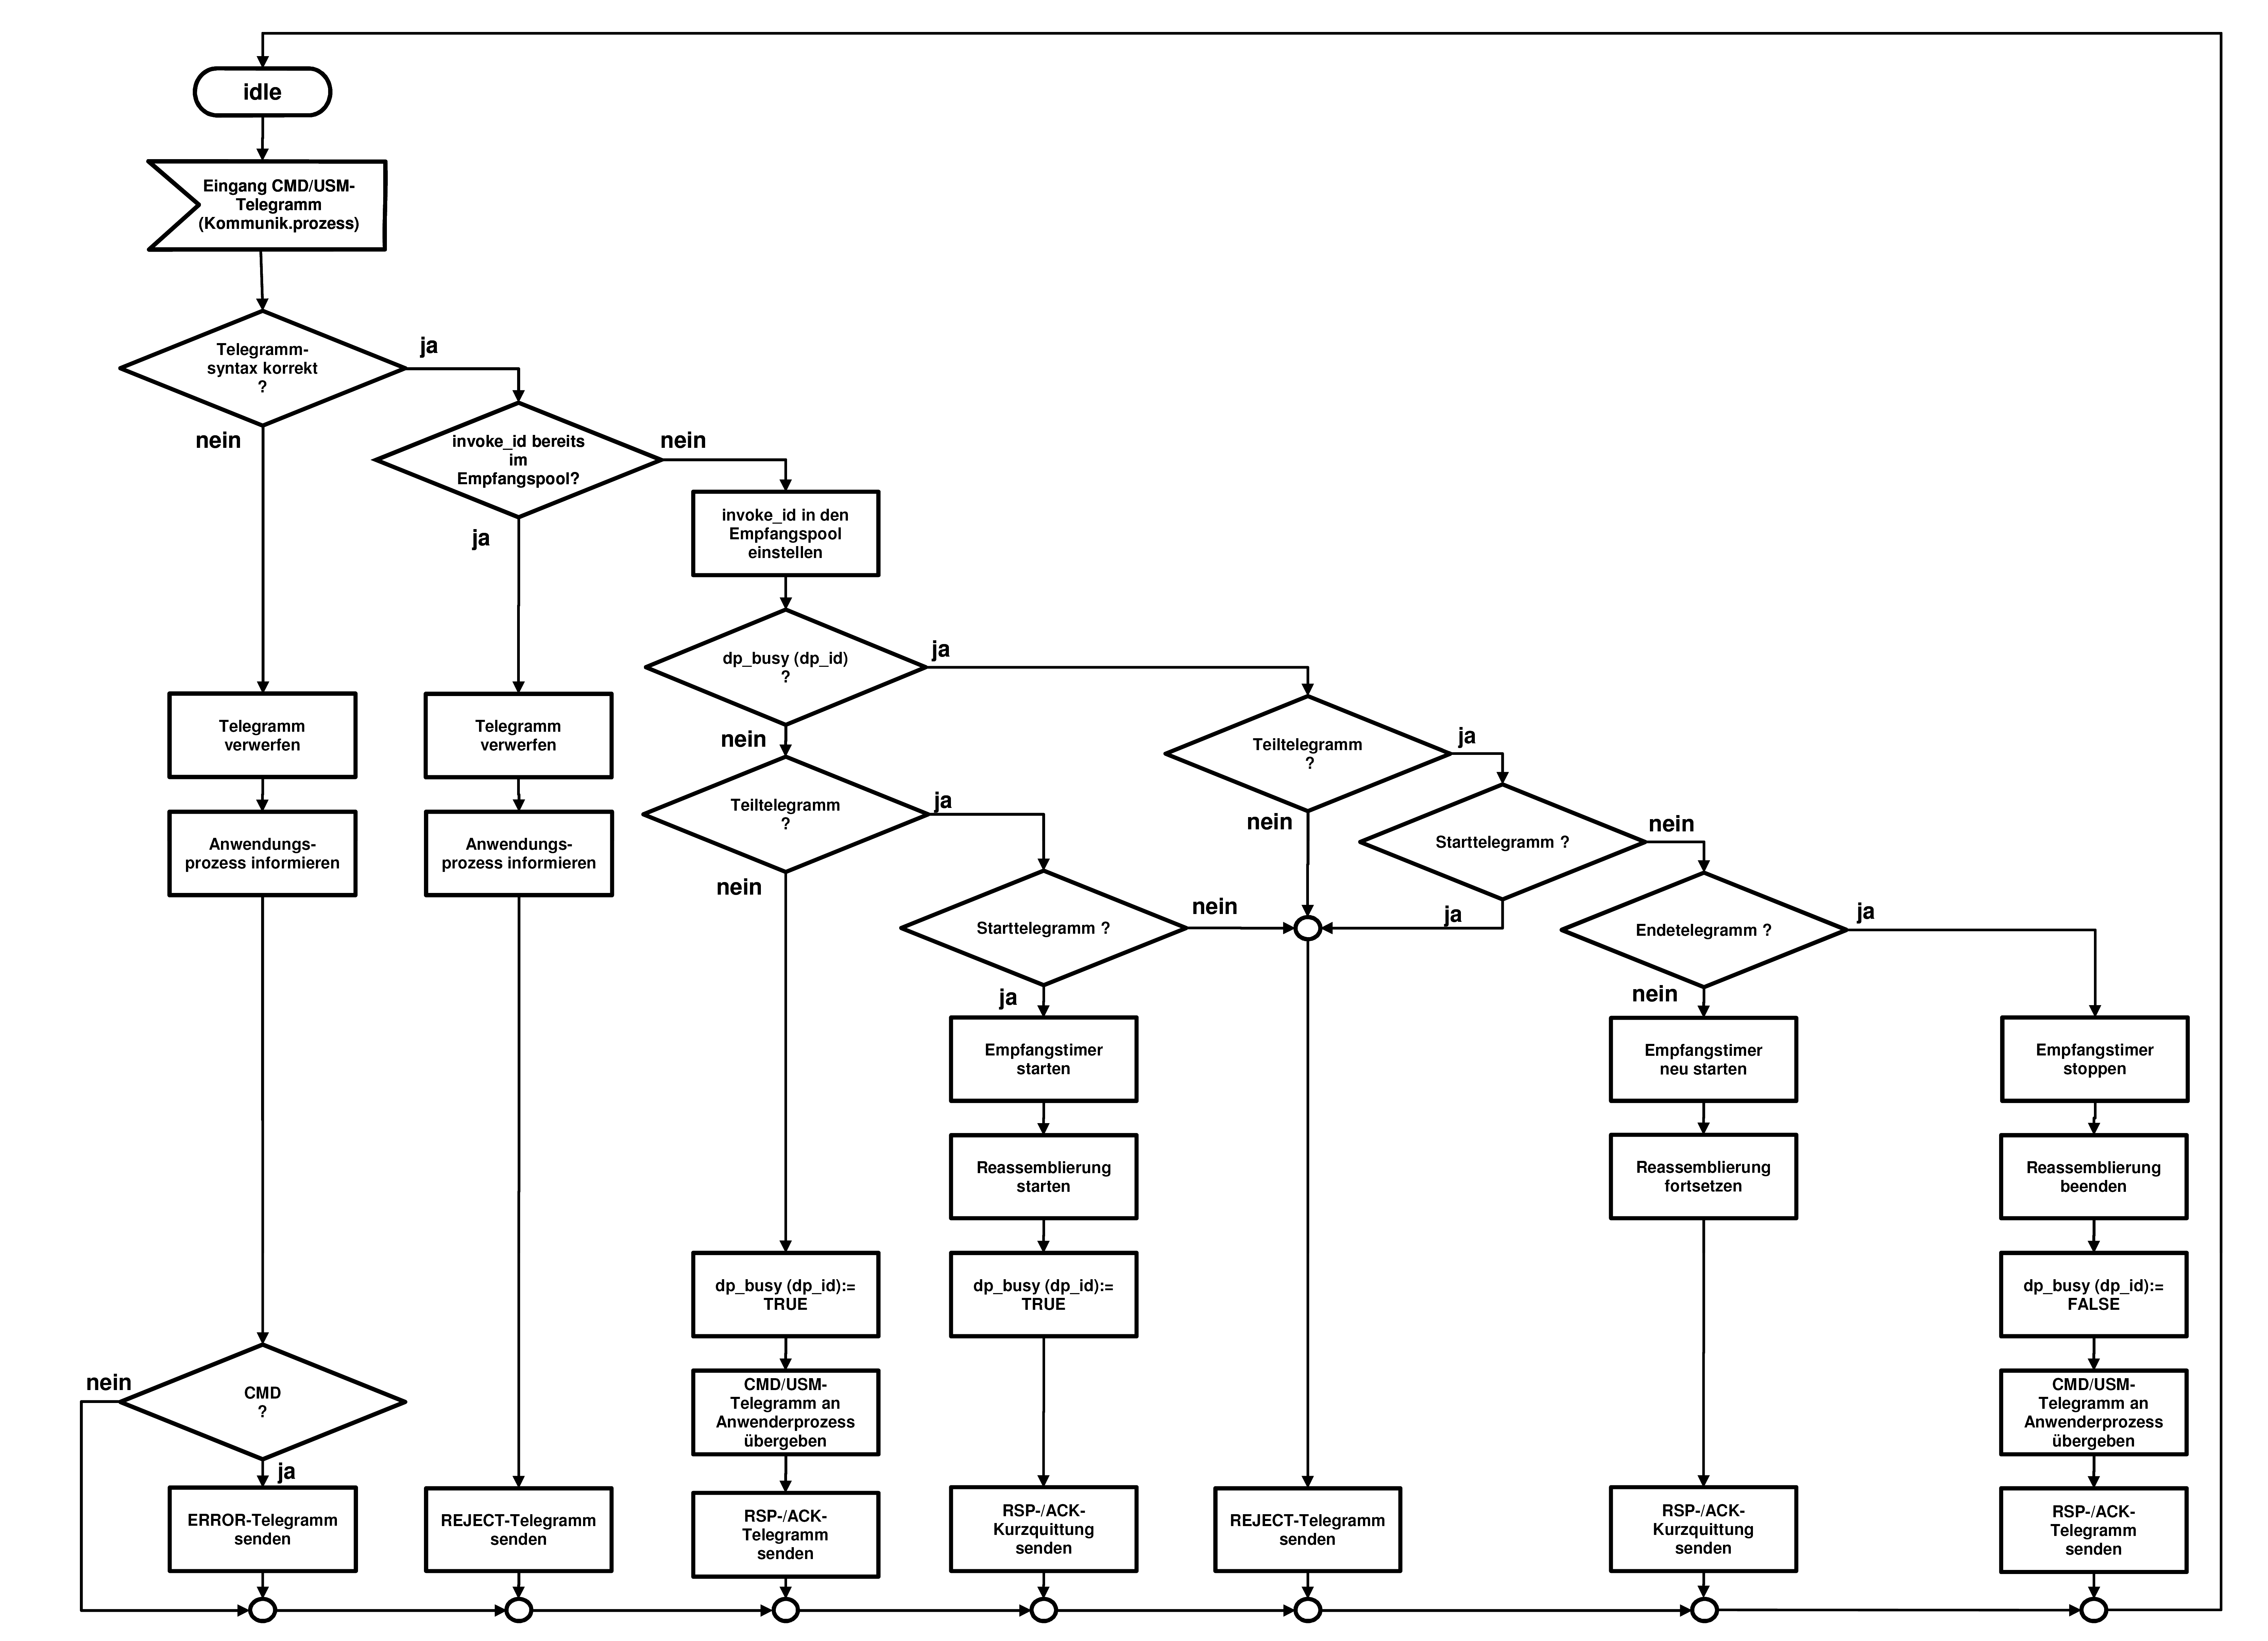 idle
Eingang CMD/USM-
Telegramm
(Kommunik.prozess)
Telegramm-
syntax korrekt
?
ja
nein
invoke_id bereits
im
Empfangspool?
nein
ja
invoke_id in den
Empfangspool
einstellen
dp_busy (dp_id)
?
ja
nein
Telegramm
verwerfen
Telegramm
verwerfen
Teiltelegramm
?
ja
nein
Teiltelegramm
?
ja
nein
Starttelegramm ?
nein
ja
Anwendungs-
prozess informieren
Anwendungs-
prozess informieren
Starttelegramm ?
nein
ja
Endetelegramm ?
ja
nein
Empfangstimer
starten
Empfangstimer
neu starten
Empfangstimer
stoppen
Reassemblierung
starten
Reassemblierung
fortsetzen
Reassemblierung
beenden
dp_busy (dp_id):=
TRUE
dp_busy (dp_id):=
TRUE
dp_busy (dp_id):=
FALSE
nein
CMD
?
ja
CMD/USM-
Telegramm an
Anwenderprozess
übergeben
CMD/USM-
Telegramm an
Anwenderprozess
übergeben
ERROR-Telegramm
senden
REJECT-Telegramm
senden
RSP-/ACK-
Telegramm
senden
RSP-/ACK-
Kurzquittung
senden
REJECT-Telegramm
senden
RSP-/ACK-
Kurzquittung
senden
RSP-/ACK-
Telegramm
senden